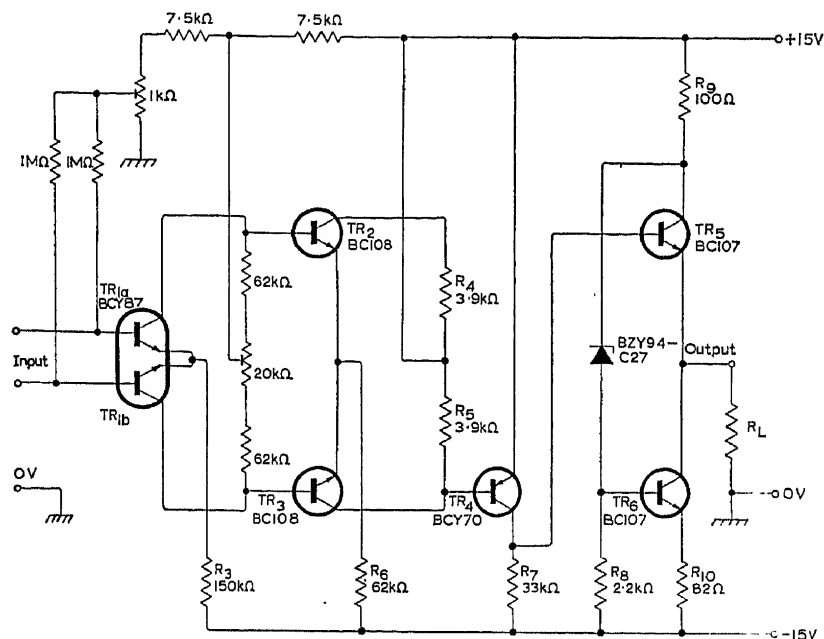 7·5kΩ
7·5kΩ
+15V
1kΩ
R9
100Ω
1MΩ
1MΩ
TR2
BC108
TR5
BC107
62kΩ
R4
3·9kΩ
TR1a
BCY87
Input
BZY94-
C27
Output
20kΩ
TR1b
R5
3·9kΩ
RL
62kΩ
0V
TR3
BC108
TR4
BCY70
TR6
BC107
0V
R3
150kΩ
R6
62kΩ
R7
33kΩ
R8
2·2kΩ
R10
82Ω
-15V